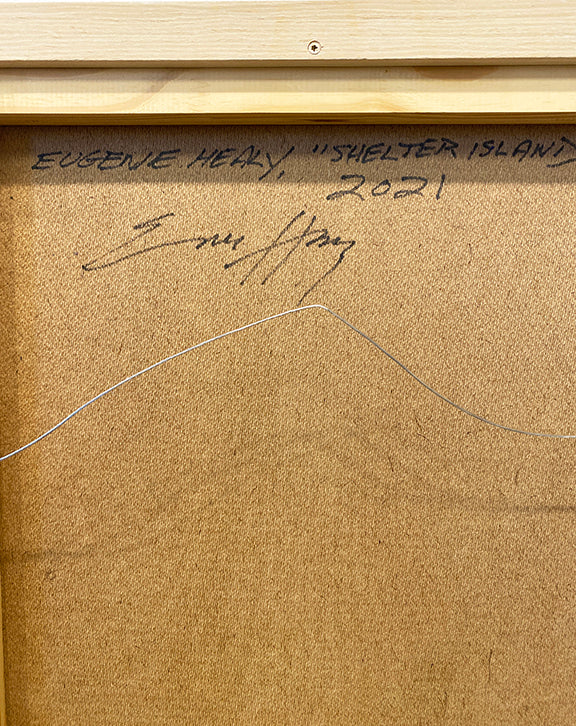 EUGENE HEALY, "SHELTER ISLAND
2021